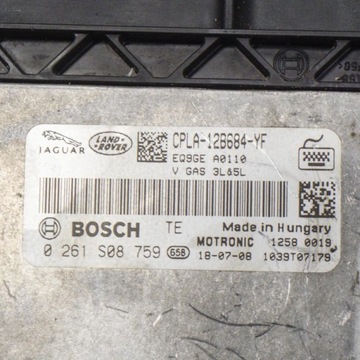 JAGUAR
LAND ROVER
CPLA-12B684-YF
EQ9GE A0110
V GAS 3L&5L
BOSCH TE Made in Hungary
MOTRONIC 1258 0019
0 261 S08 759 658 18-07-08 1039T07179